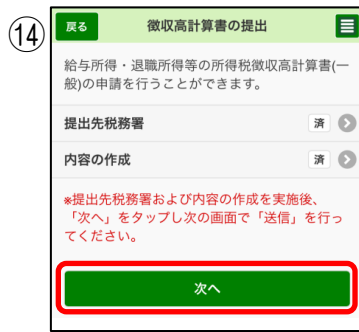 ⑭
戻る 徴収高計算書の提出
給与所得・退職所得等の所得税徴収高計算書(一
般)の申請を行うことができます。
提出先税務署 済
内容の作成 済
※提出先税務署および内容の作成を実施後、
「次へ」をタップし次の画面で「送信」を行っ
てください。
次へ